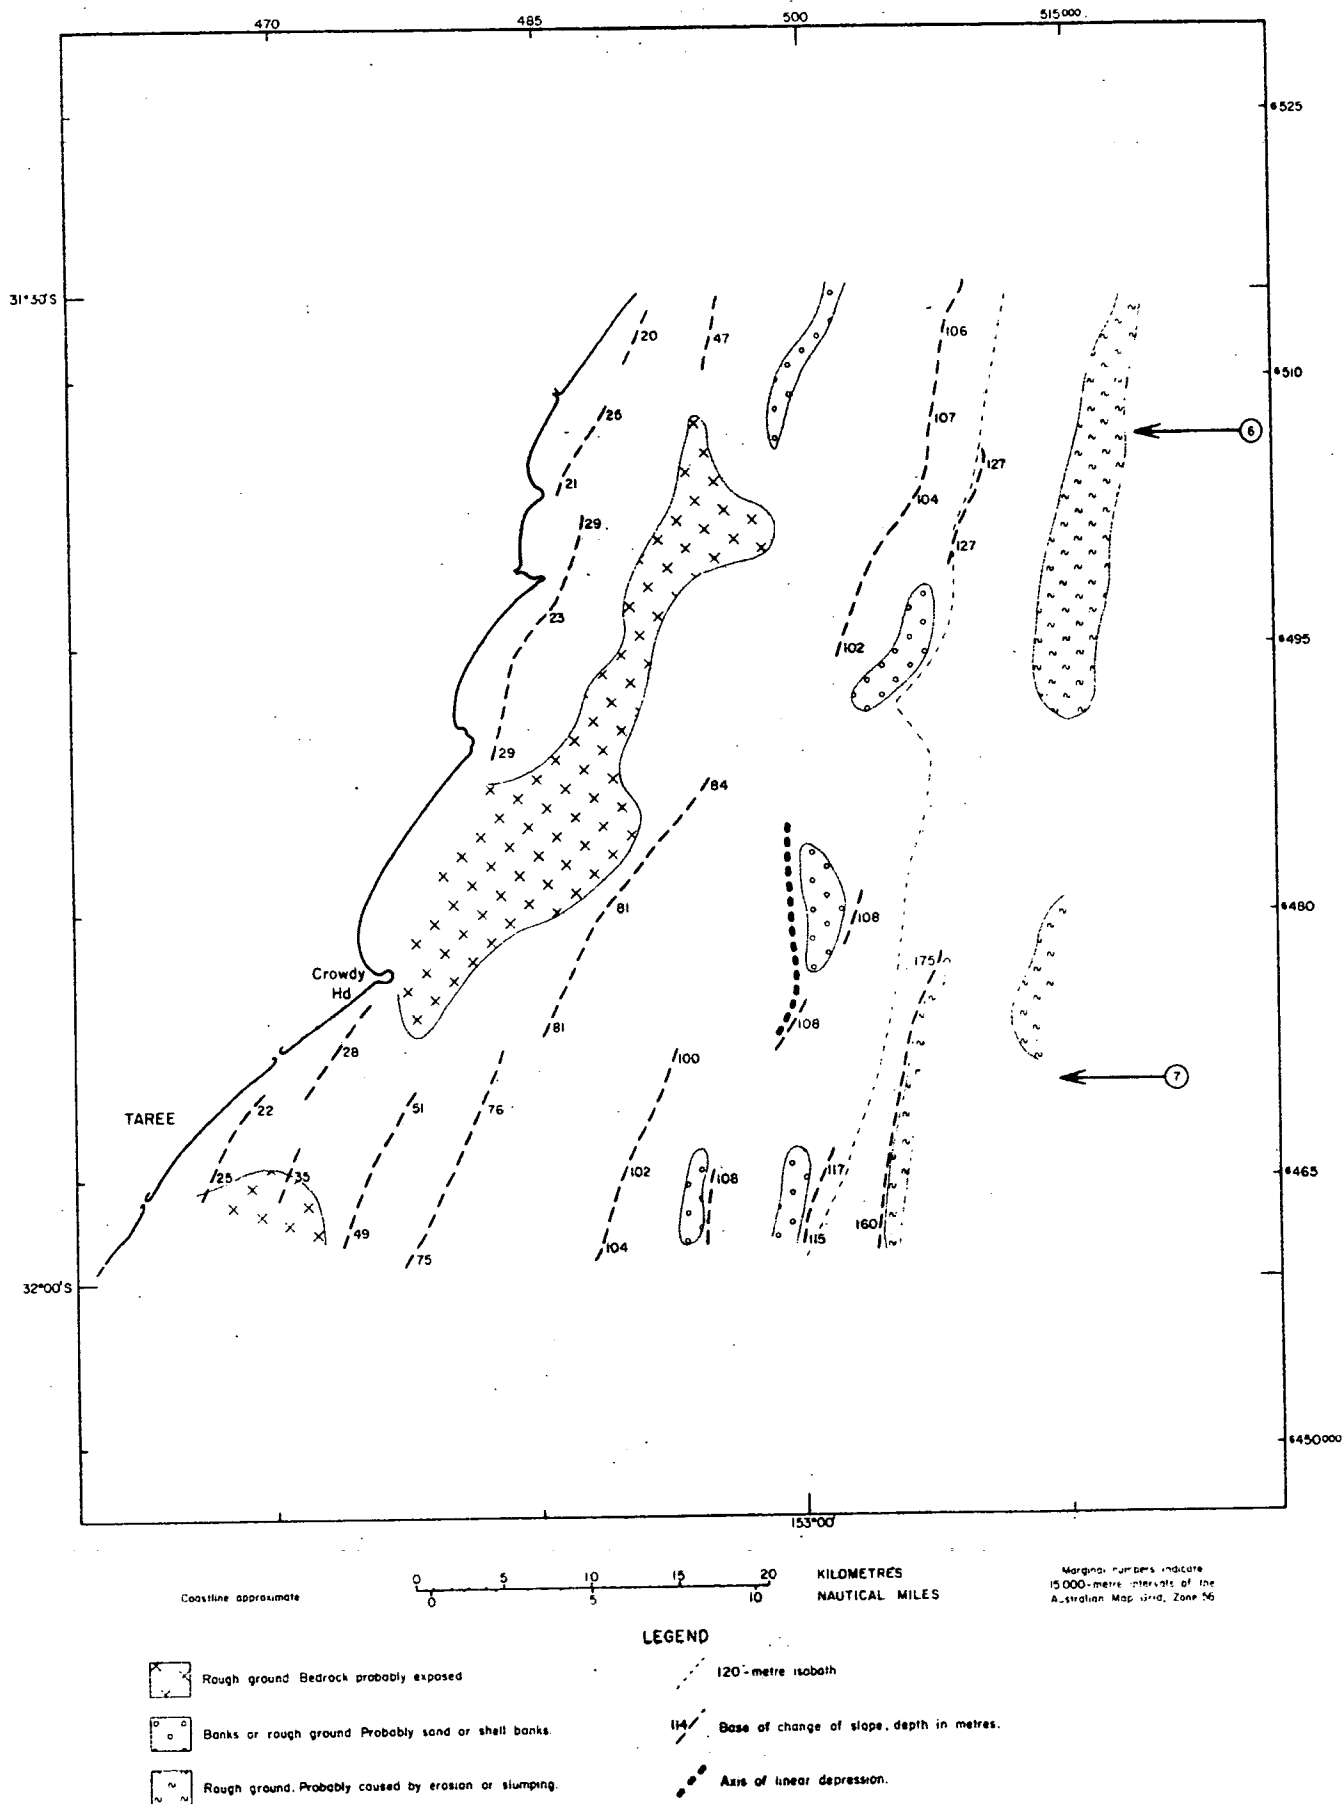 470 485 500 515000
6525
31°30'S
20 47 106
6510
26 107 6
21 127
104
29
127
23
102 6495
29
84
81 108 6480
175
Crowdy
Hd
81 108
28 100 7
TAREE
22 51 76
25 35 102 108 117 6465
49 75 104 115 160
32°00'S
6450000
153°00'
0 5 10 15 20 KILOMETRES
0 5 10 NAUTICAL MILES
Coastline approximate
Marginal numbers indicate
15000-metre intervals of the
Australian Map Grid, Zone 56
LEGEND
Rough ground Bedrock probably exposed
120-metre isobath
Banks or rough ground Probably sand or shell banks.
114 Base of change of slope, depth in metres.
Rough ground. Probably caused by erosion or slumping.
Axis of linear depression.